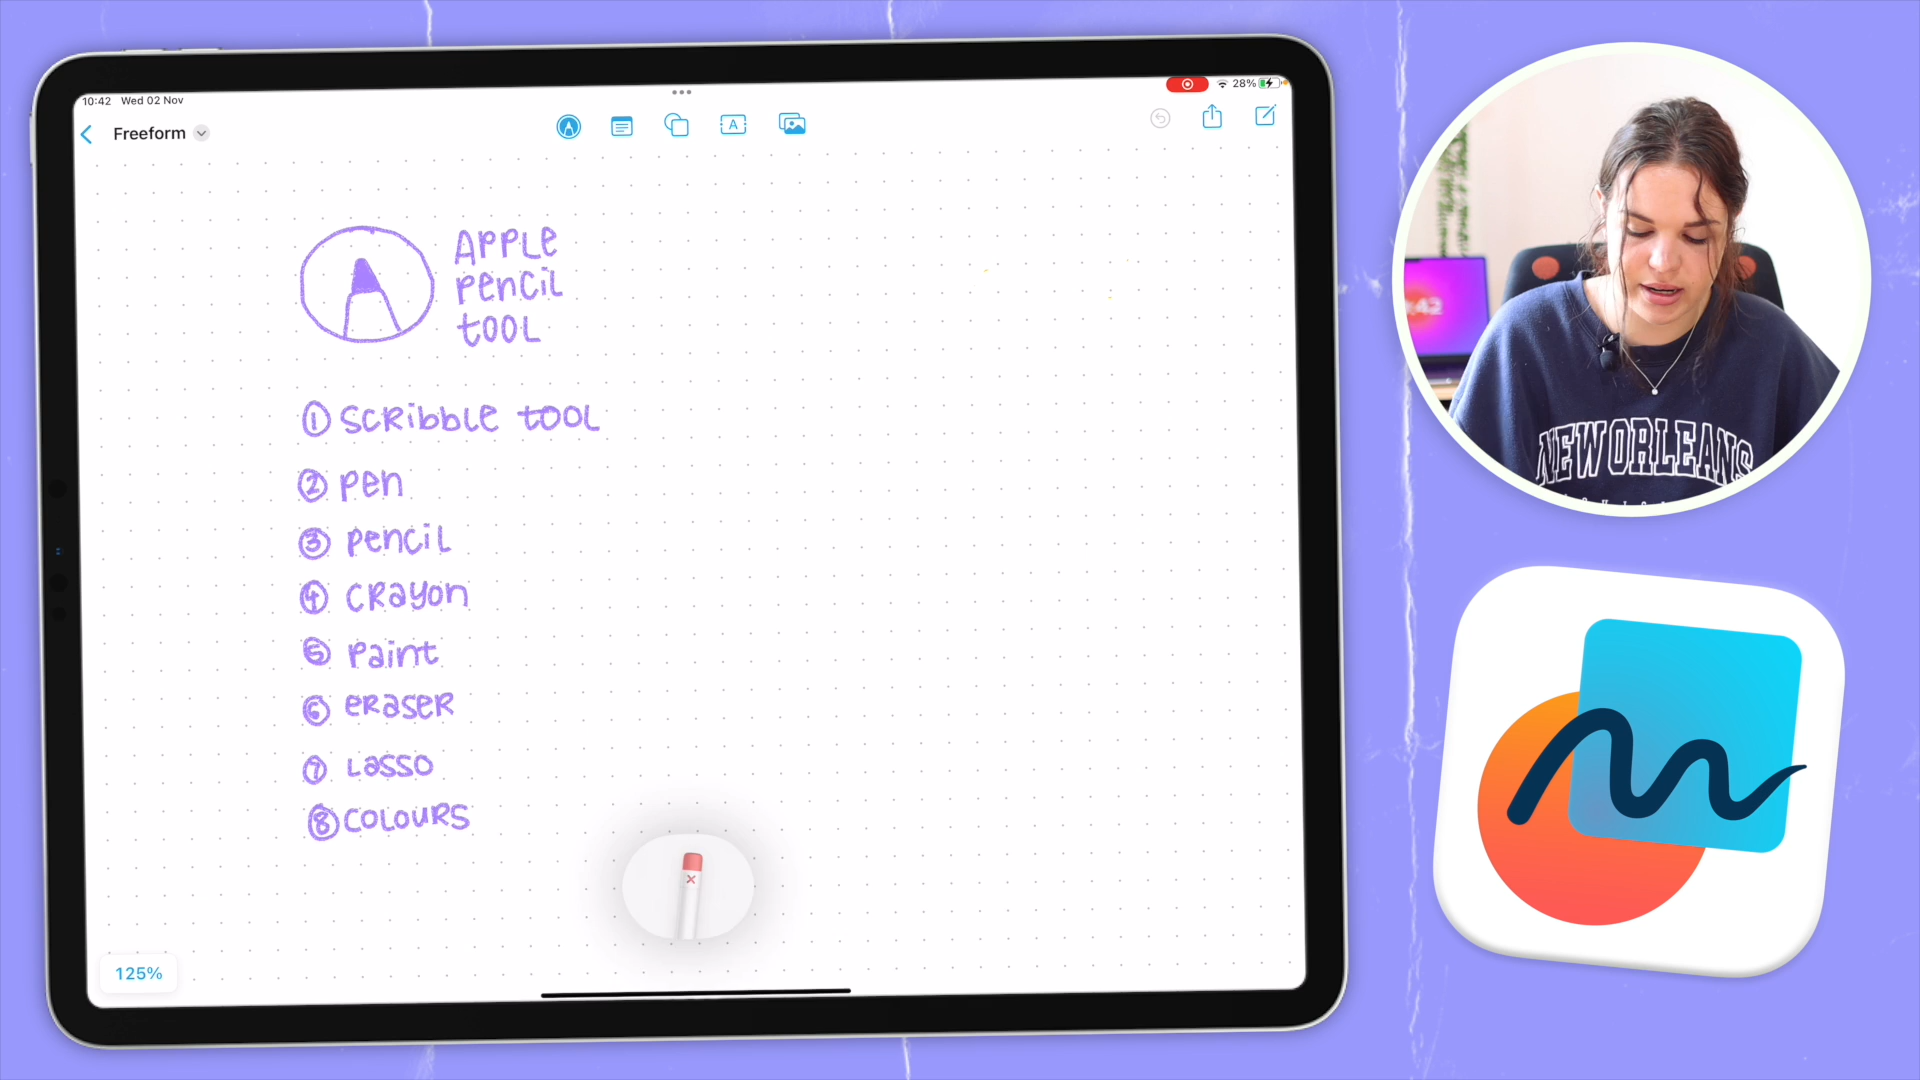 10:42 Wed 02 Nov
28%
Freeform
A
APPLE
PENCIL
TOOL
① SCRIBBLE TOOL
② PEN
③ PENCIL
④ CRAYON
⑤ PAINT
⑥ ERASER
⑦ LASSO
⑧ COLOURS
125%
NEW ORLEANS